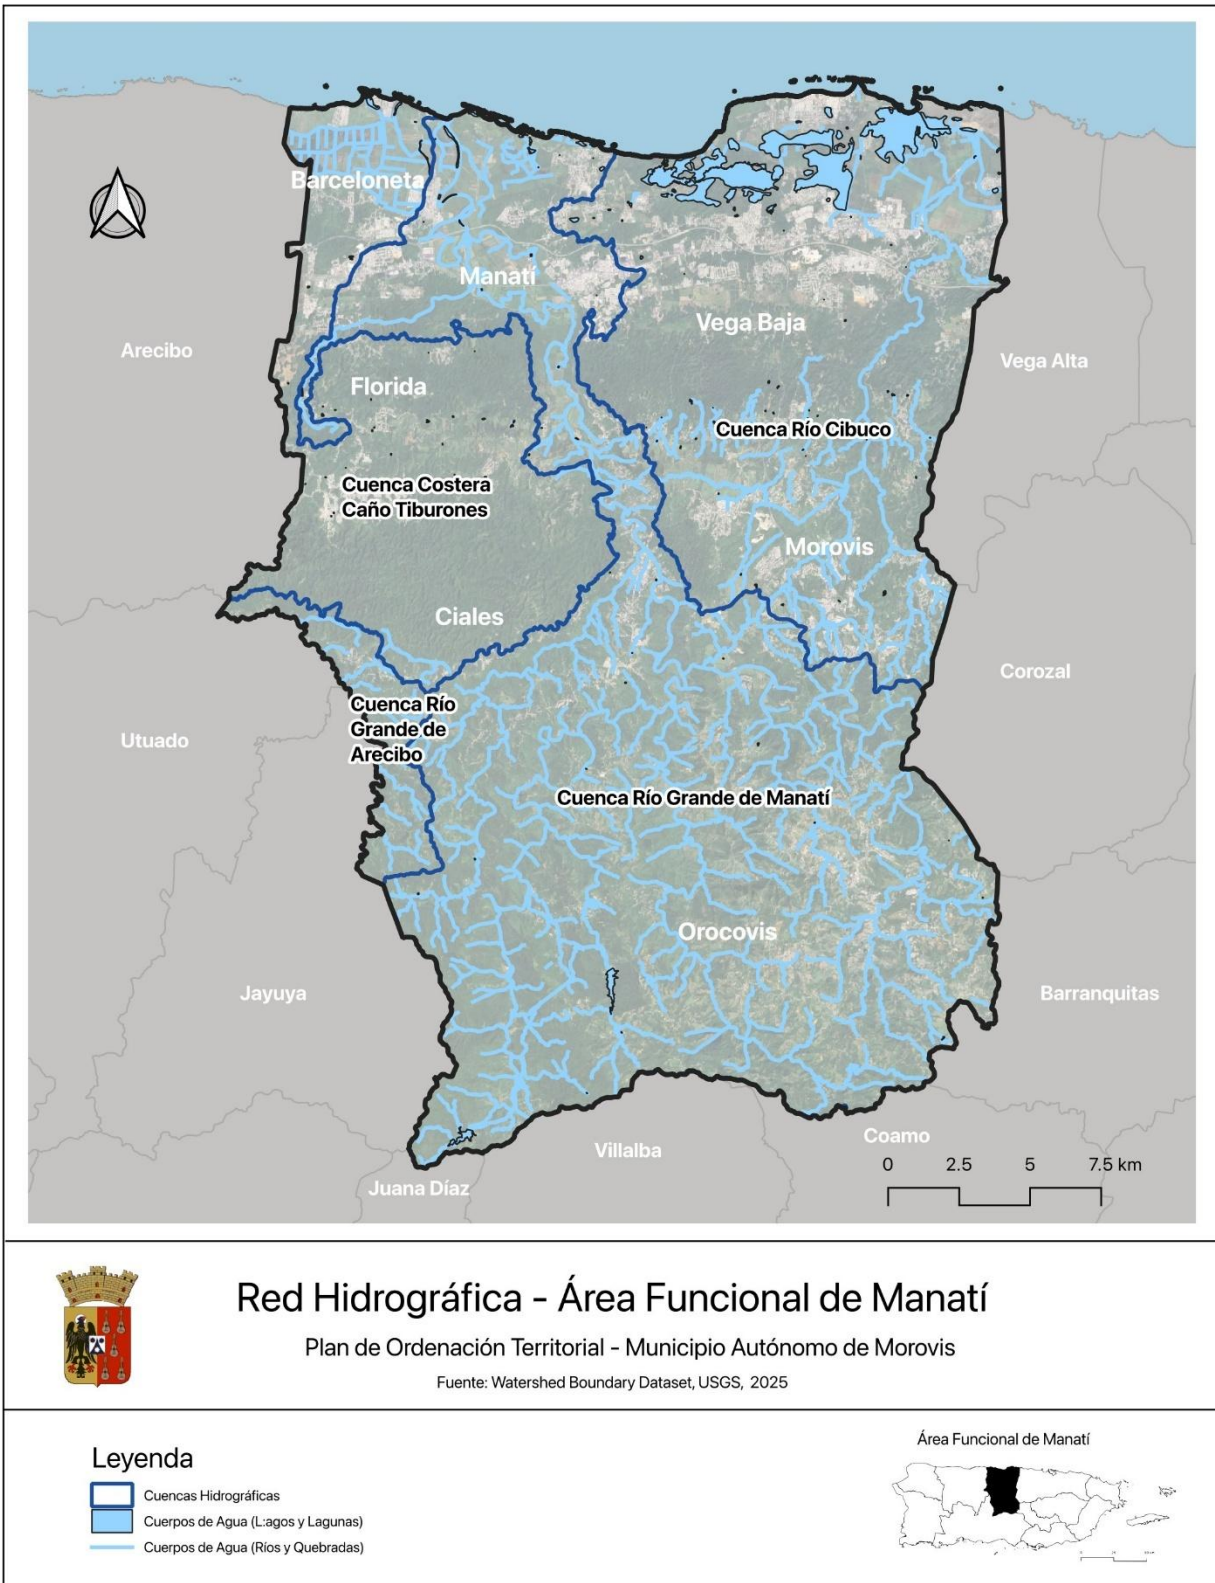 Barceloneta
Manatí
Vega Baja
Arecibo
Vega Alta
Florida
Cuenca Río Cibuco
Cuenca Costera
Caño Tiburones
Morovis
Ciales
Corozal
Cuenca Río
Grande de
Arecibo
Utuado
Cuenca Río Grande de Manatí
Orocovis
Jayuya
Barranquitas
Coamo
Villalba
Juana Díaz
0 2.5 5 7.5 km
Red Hidrográfica - Área Funcional de Manatí
Plan de Ordenación Territorial - Municipio Autónomo de Morovis
Fuente: Watershed Boundary Dataset, USGS, 2025
Leyenda
Cuencas Hidrográficas
Cuerpos de Agua (L:agos y Lagunas)
Cuerpos de Agua (Ríos y Quebradas)
Área Funcional de Manatí